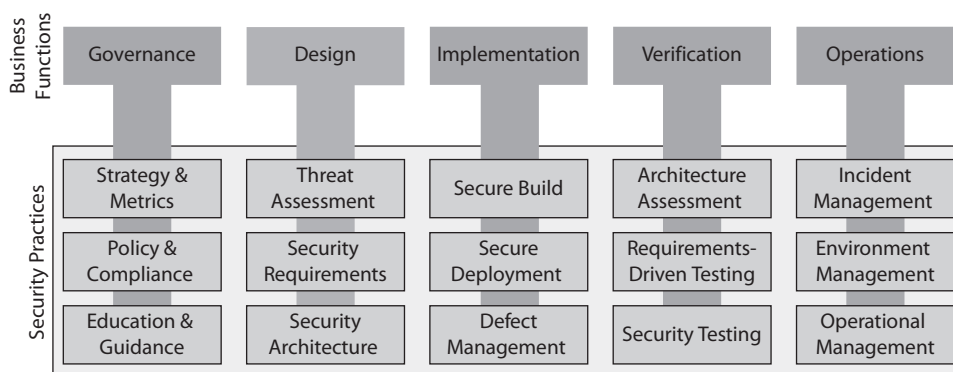 Business
Functions
Governance
Design
Implementation
Verification
Operations
Security Practices
Strategy &
Metrics
Threat
Assessment
Secure Build
Architecture
Assessment
Incident
Management
Policy &
Compliance
Security
Requirements
Secure
Deployment
Requirements-
Driven Testing
Environment
Management
Education &
Guidance
Security
Architecture
Defect
Management
Security Testing
Operational
Management